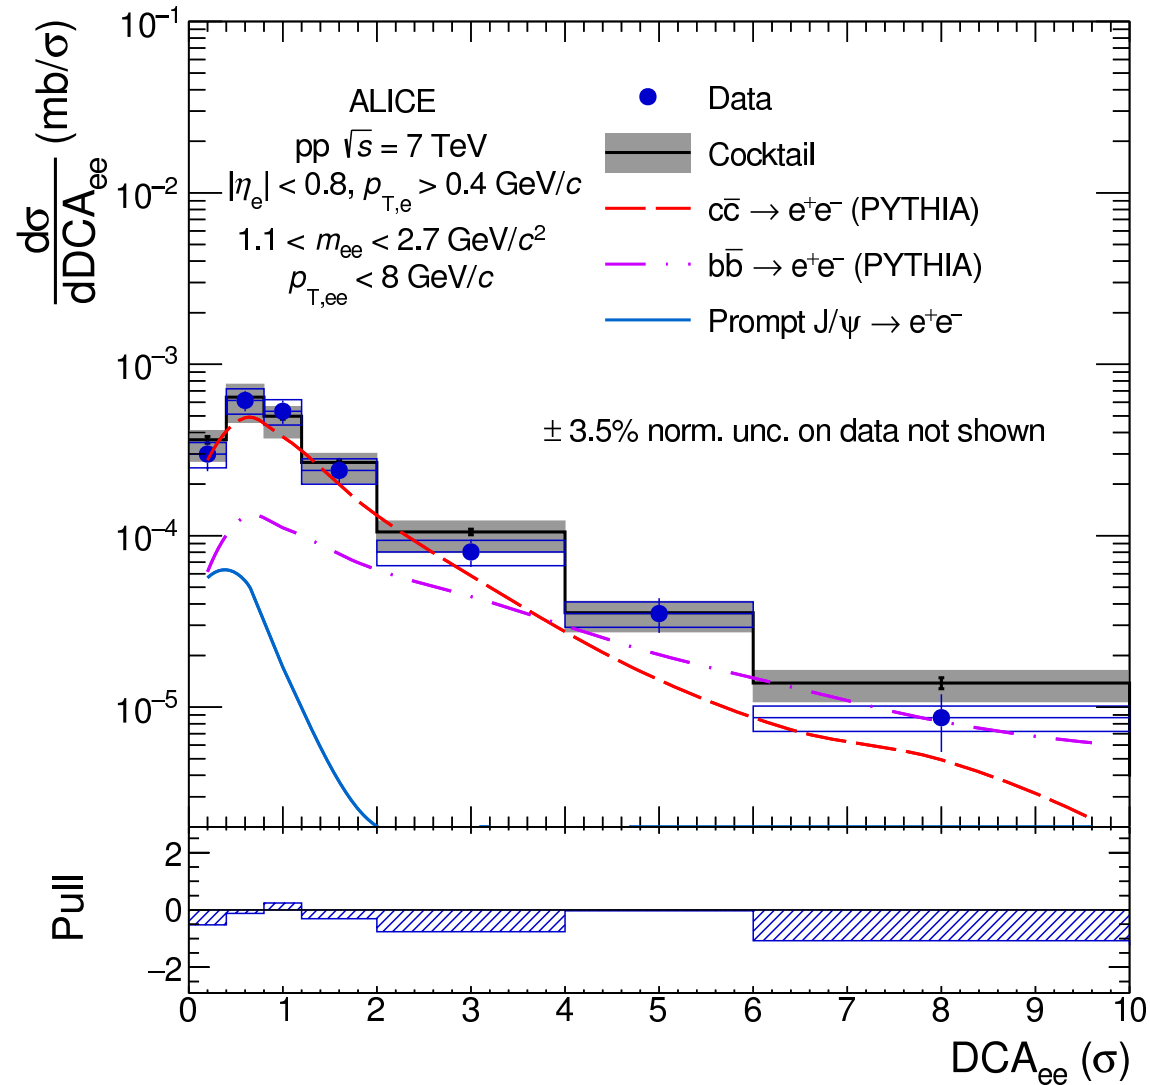 10⁻¹
10⁻²
10⁻³
10⁻⁴
10⁻⁵
dσ/dDCA_ee (mb/σ)
ALICE
pp √s = 7 TeV
|η_e| < 0.8, p_T,e > 0.4 GeV/c
1.1 < m_ee < 2.7 GeV/c²
p_T,ee < 8 GeV/c
Data
Cocktail
cc̅ → e⁺e⁻ (PYTHIA)
bb̅ → e⁺e⁻ (PYTHIA)
Prompt J/ψ → e⁺e⁻
± 3.5% norm. unc. on data not shown
Pull
2
0
−2
0 1 2 3 4 5 6 7 8 9 10
DCA_ee (σ)